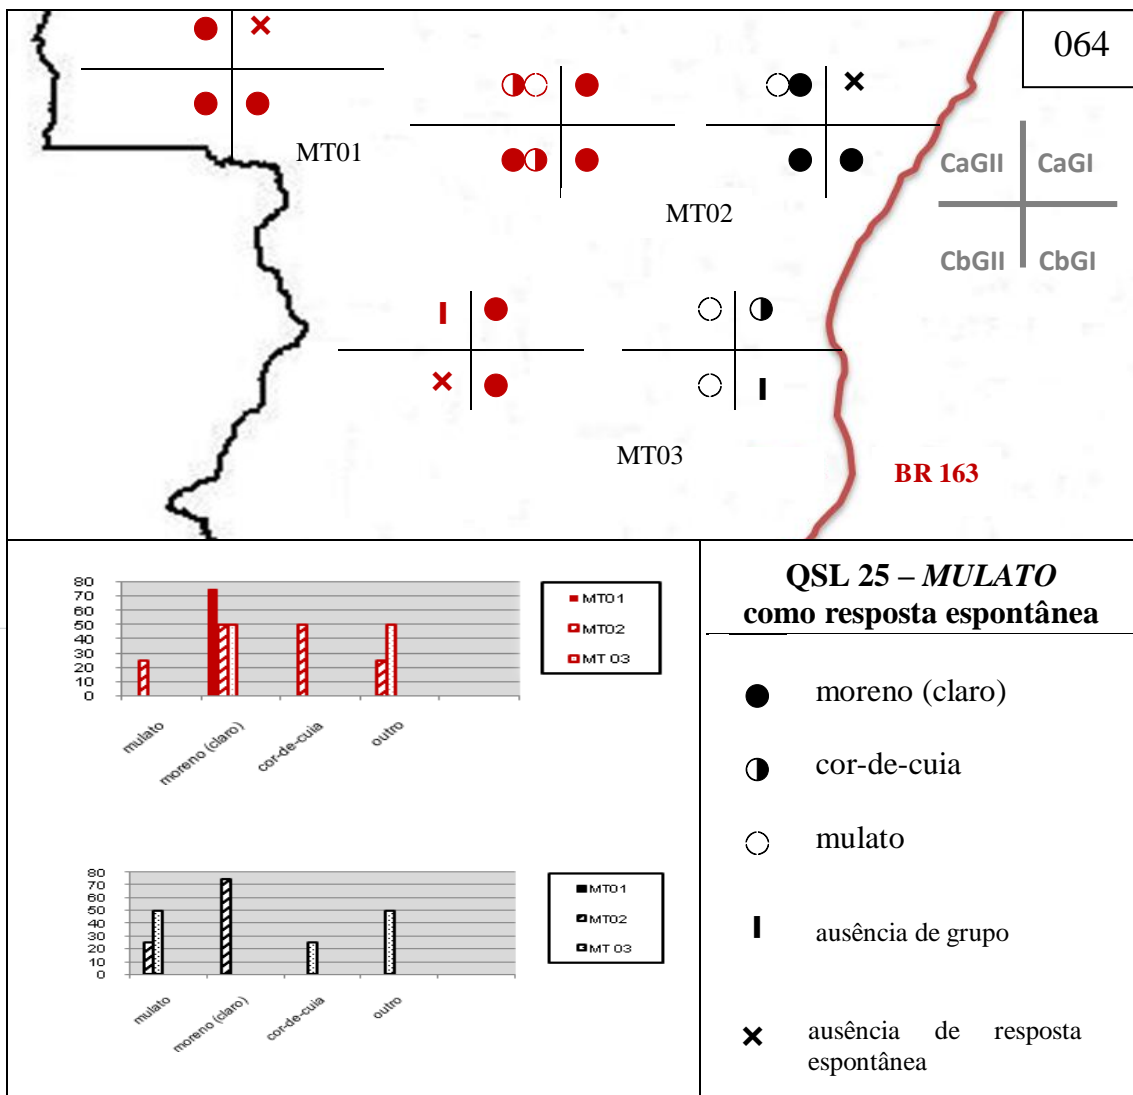 064
MT01
CaGII CaGI
MT02
CbGII CbGI
MT03
BR 163
80
70
60
50
40
30
20
10
0
mulato
moreno (claro)
cor-de-cuia
outro
MT01
MT02
MT 03
80
70
60
50
40
30
20
10
0
mulato
moreno (claro)
cor-de-cuia
outro
MT01
MT02
MT 03
QSL 25 – MULATO
como resposta espontânea
moreno (claro)
cor-de-cuia
mulato
ausência de grupo
ausência de resposta
espontânea